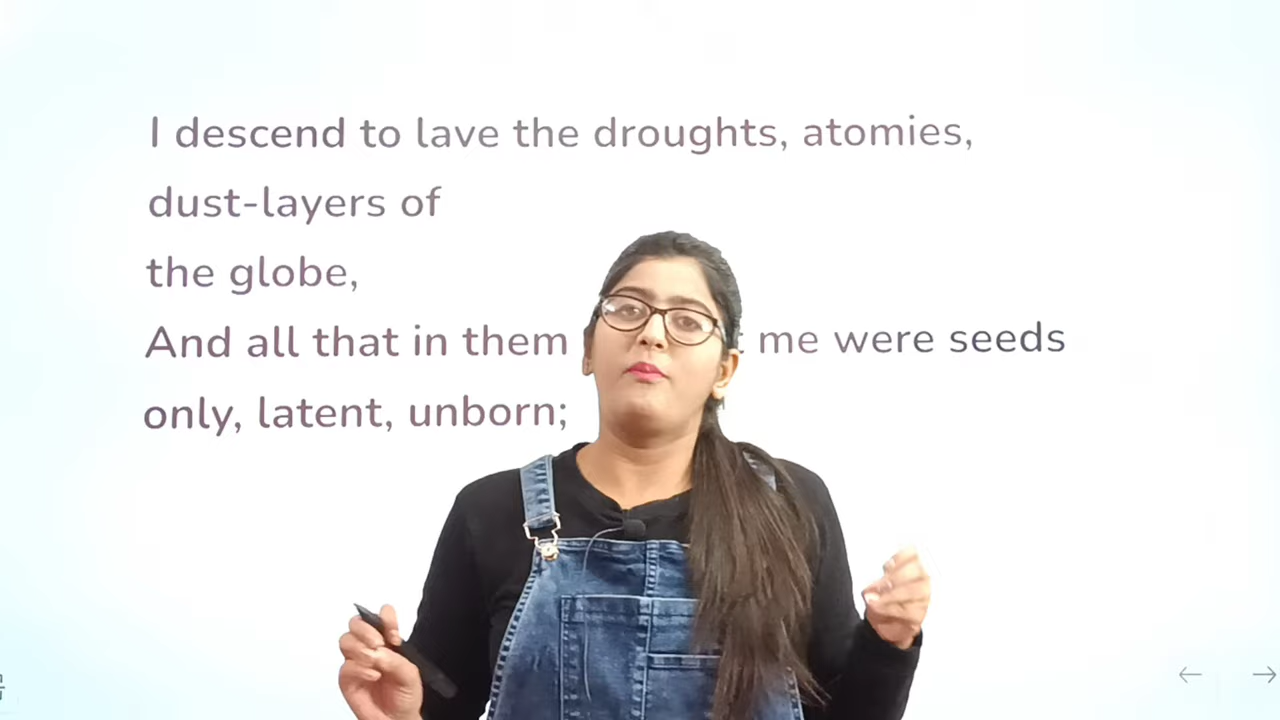 I descend to lave the droughts, atomies,
dust-layers of
the globe,
And all that in them me were seeds
only, latent, unborn;